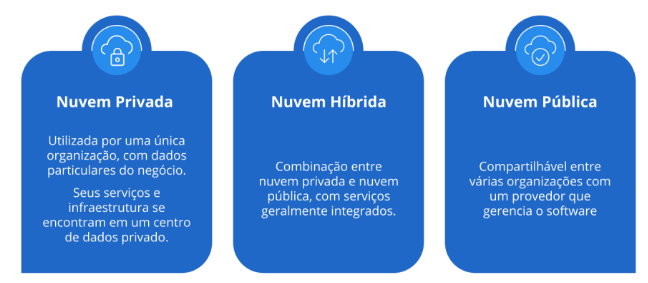 Nuvem Privada
Utilizada por uma única
organização, com dados
particulares do negócio.
Seus serviços e
infraestrutura se
encontram em um centro
de dados privado.
Nuvem Híbrida
Combinação entre
nuvem privada e nuvem
pública, com serviços
geralmente integrados.
Nuvem Pública
Compartilhável entre
várias organizações com
um provedor que
gerencia o software